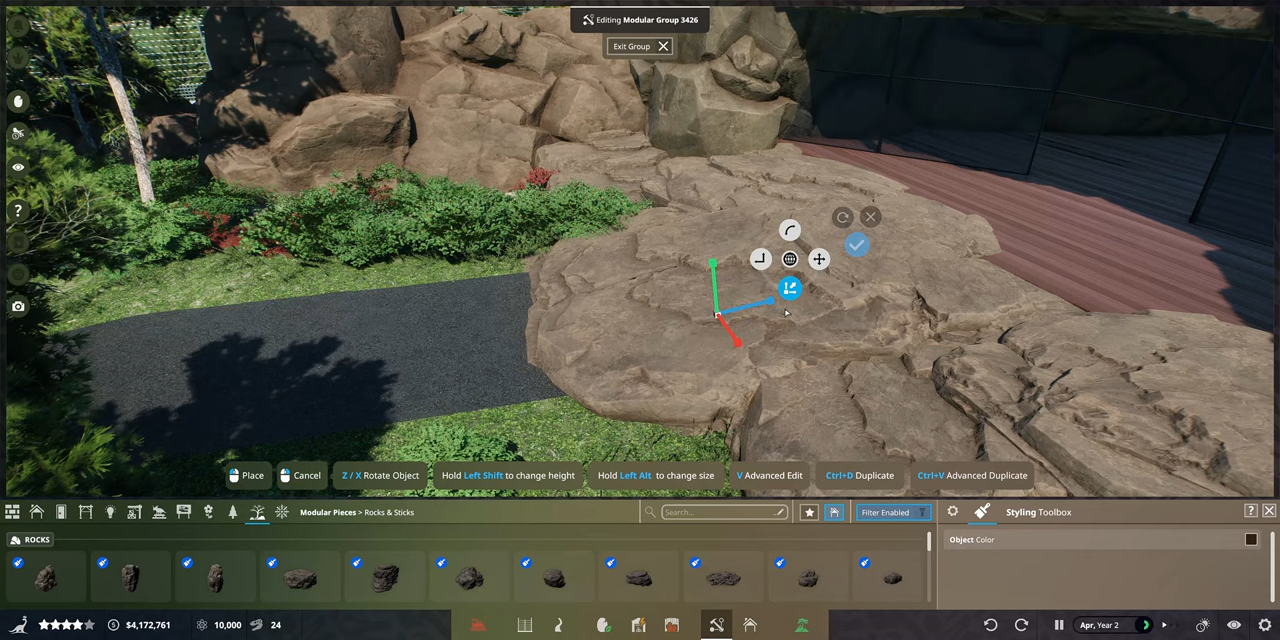 Editing Modular Group 3426
Exit Group
?
Place
Cancel
Z / X Rotate Object
Hold Left Shift to change height
Hold Left Alt to change size
V Advanced Edit
Ctrl+D Duplicate
Ctrl+V Advanced Duplicate
Modular Pieces > Rocks & Sticks
Search...
Filter Enabled
Styling Toolbox
?
ROCKS
Object Color
$4,172,761
10,000
24
Apr, Year 2